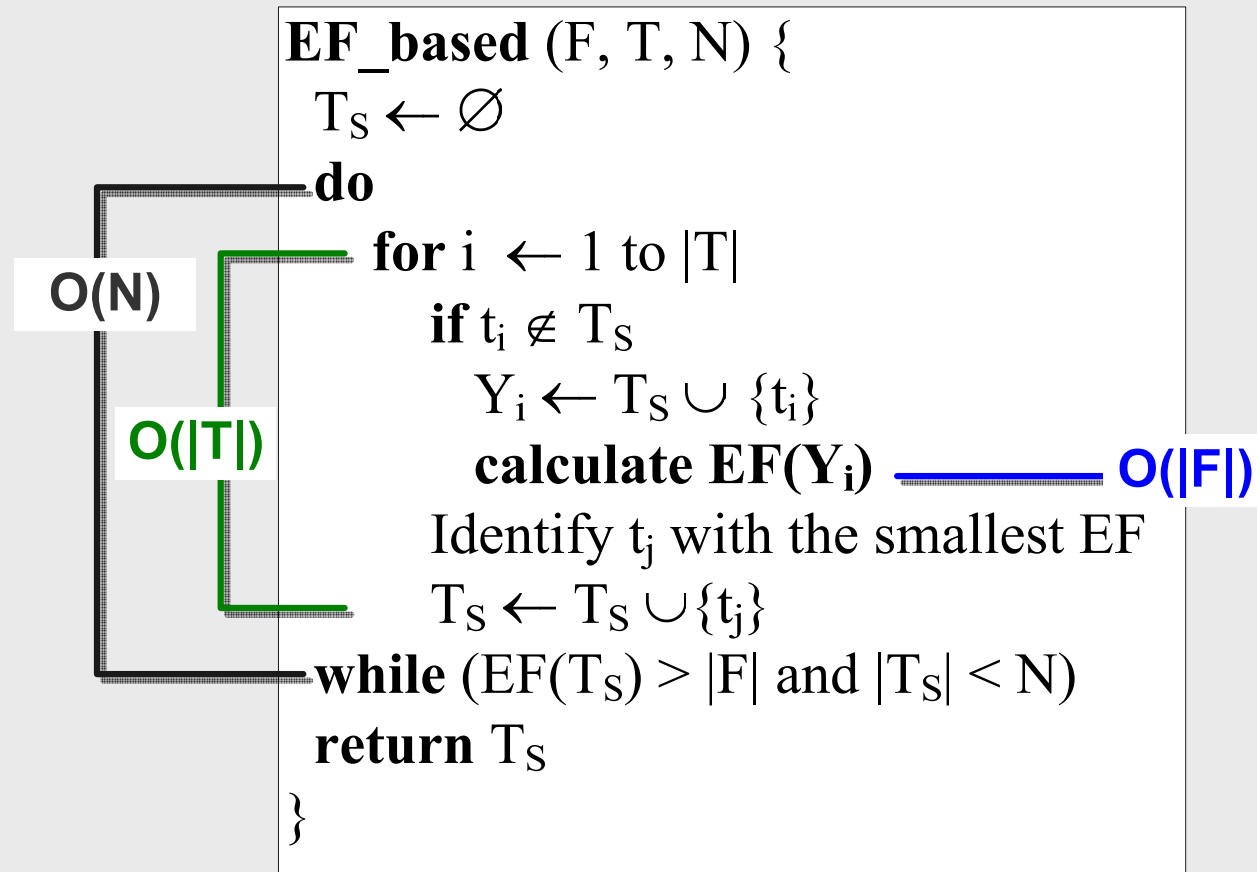 EF_based (F, T, N) {
T_S ← ∅
do
for i ← 1 to |T|
O(N)
if t_i ∉ T_S
Y_i ← T_S ∪ {t_i}
O(|T|)
calculate EF(Y_i)
O(|F|)
Identify t_j with the smallest EF
T_S ← T_S ∪{t_j}
while (EF(T_S) > |F| and |T_S| < N)
return T_S
}